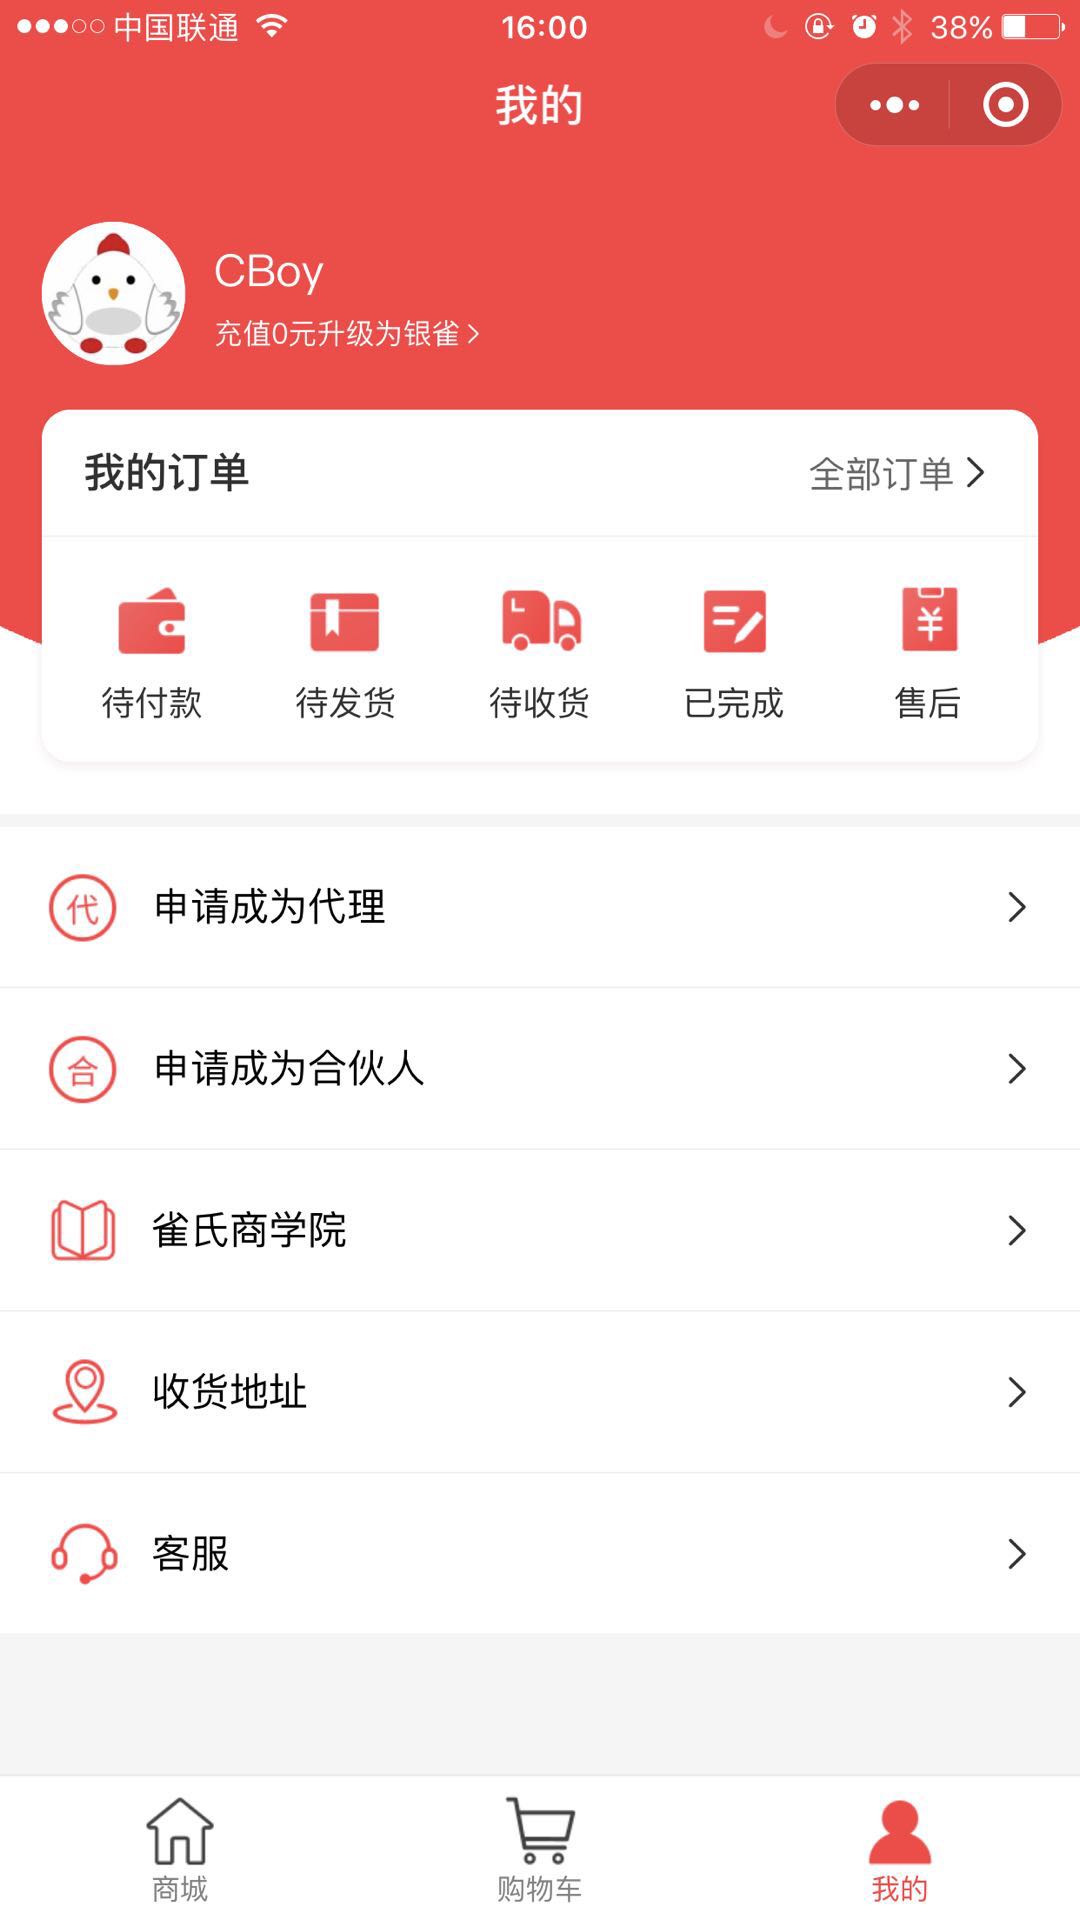 中国联通 16:00 38%
我的
CBoy
充值0元升级为银雀
我的订单 全部订单
待付款 待发货 待收货 已完成 售后
代 申请成为代理
合 申请成为合伙人
雀氏商学院
收货地址
客服
商城 购物车 我的